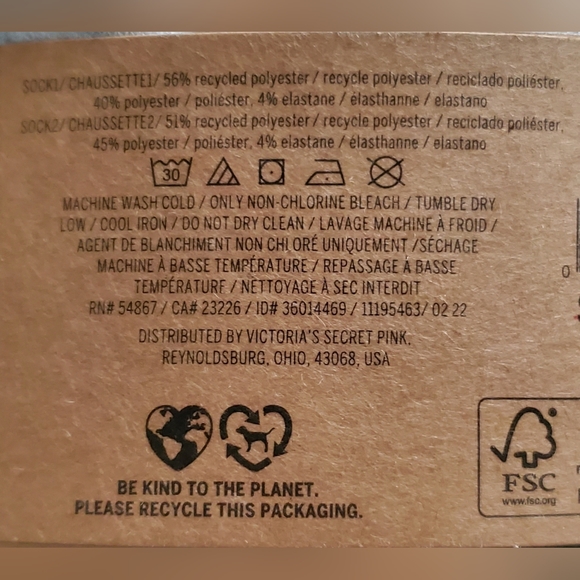 SOCK1/ CHAUSSETTE1/ 56% recycled polyester / recycle polyester / reciclado poliéster,
40% polyester / poliéster, 4% elastane / élasthanne / elastano
SOCK2/ CHAUSSETTE2/ 51% recycled polyester / recycle polyester / reciclado poliéster,
45% polyester / poliéster, 4% elastane / élasthanne / elastano
30
MACHINE WASH COLD / ONLY NON-CHLORINE BLEACH / TUMBLE DRY
LOW / COOL IRON / DO NOT DRY CLEAN / LAVAGE MACHINE À FROID /
AGENT DE BLANCHIMENT NON CHLORÉ UNIQUEMENT /SÉCHAGE
MACHINE À BASSE TEMPÉRATURE / REPASSAGE À BASSE
TEMPÉRATURE / NETTOYAGE À SEC INTERDIT
RN# 54867 / CA# 23226 / ID# 36014469 / 11195463/ 02 22
DISTRIBUTED BY VICTORIA'S SECRET PINK,
REYNOLDSBURG, OHIO, 43068, USA
0
BE KIND TO THE PLANET.
PLEASE RECYCLE THIS PACKAGING.
FSC
www.fsc.org